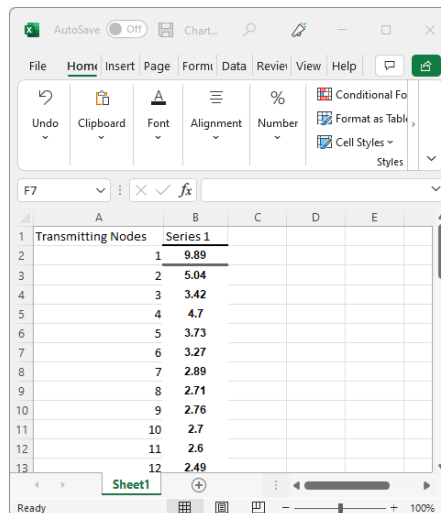 AutoSave Off Chart...
File Home Insert Page Formu Data Review View Help
Undo Clipboard Font Alignment Number Conditional Fo
Format as Table
Cell Styles
Styles
F7 fx
A B C D E
1 Transmitting Nodes Series 1
2 1 9.89
3 2 5.04
4 3 3.42
5 4 4.7
6 5 3.73
7 6 3.27
8 7 2.89
9 8 2.71
10 9 2.76
11 10 2.7
12 11 2.6
13 12 2.49
Sheet1
Ready 100%